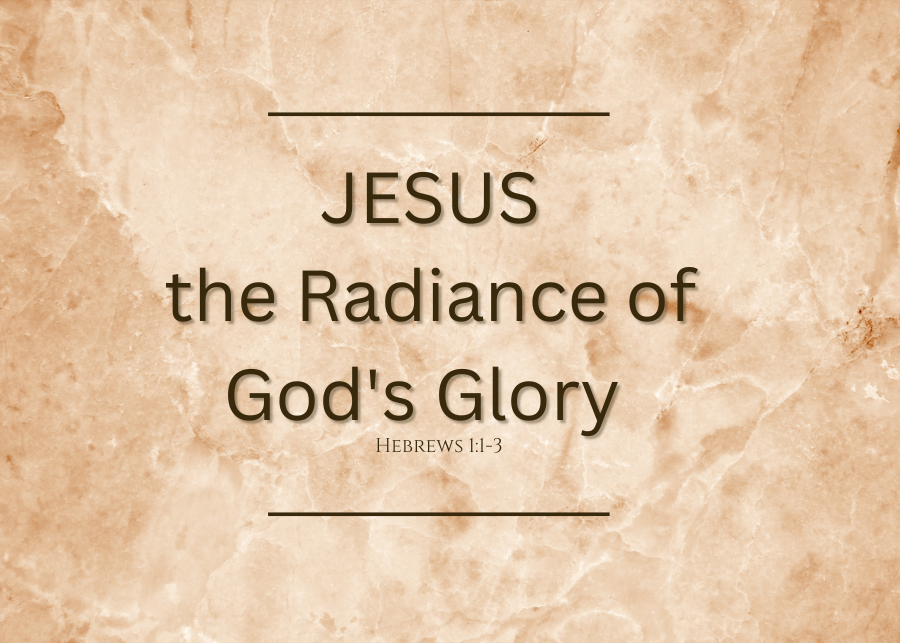 JESUS
the Radiance of
God's Glory
Hebrews 1:1-3